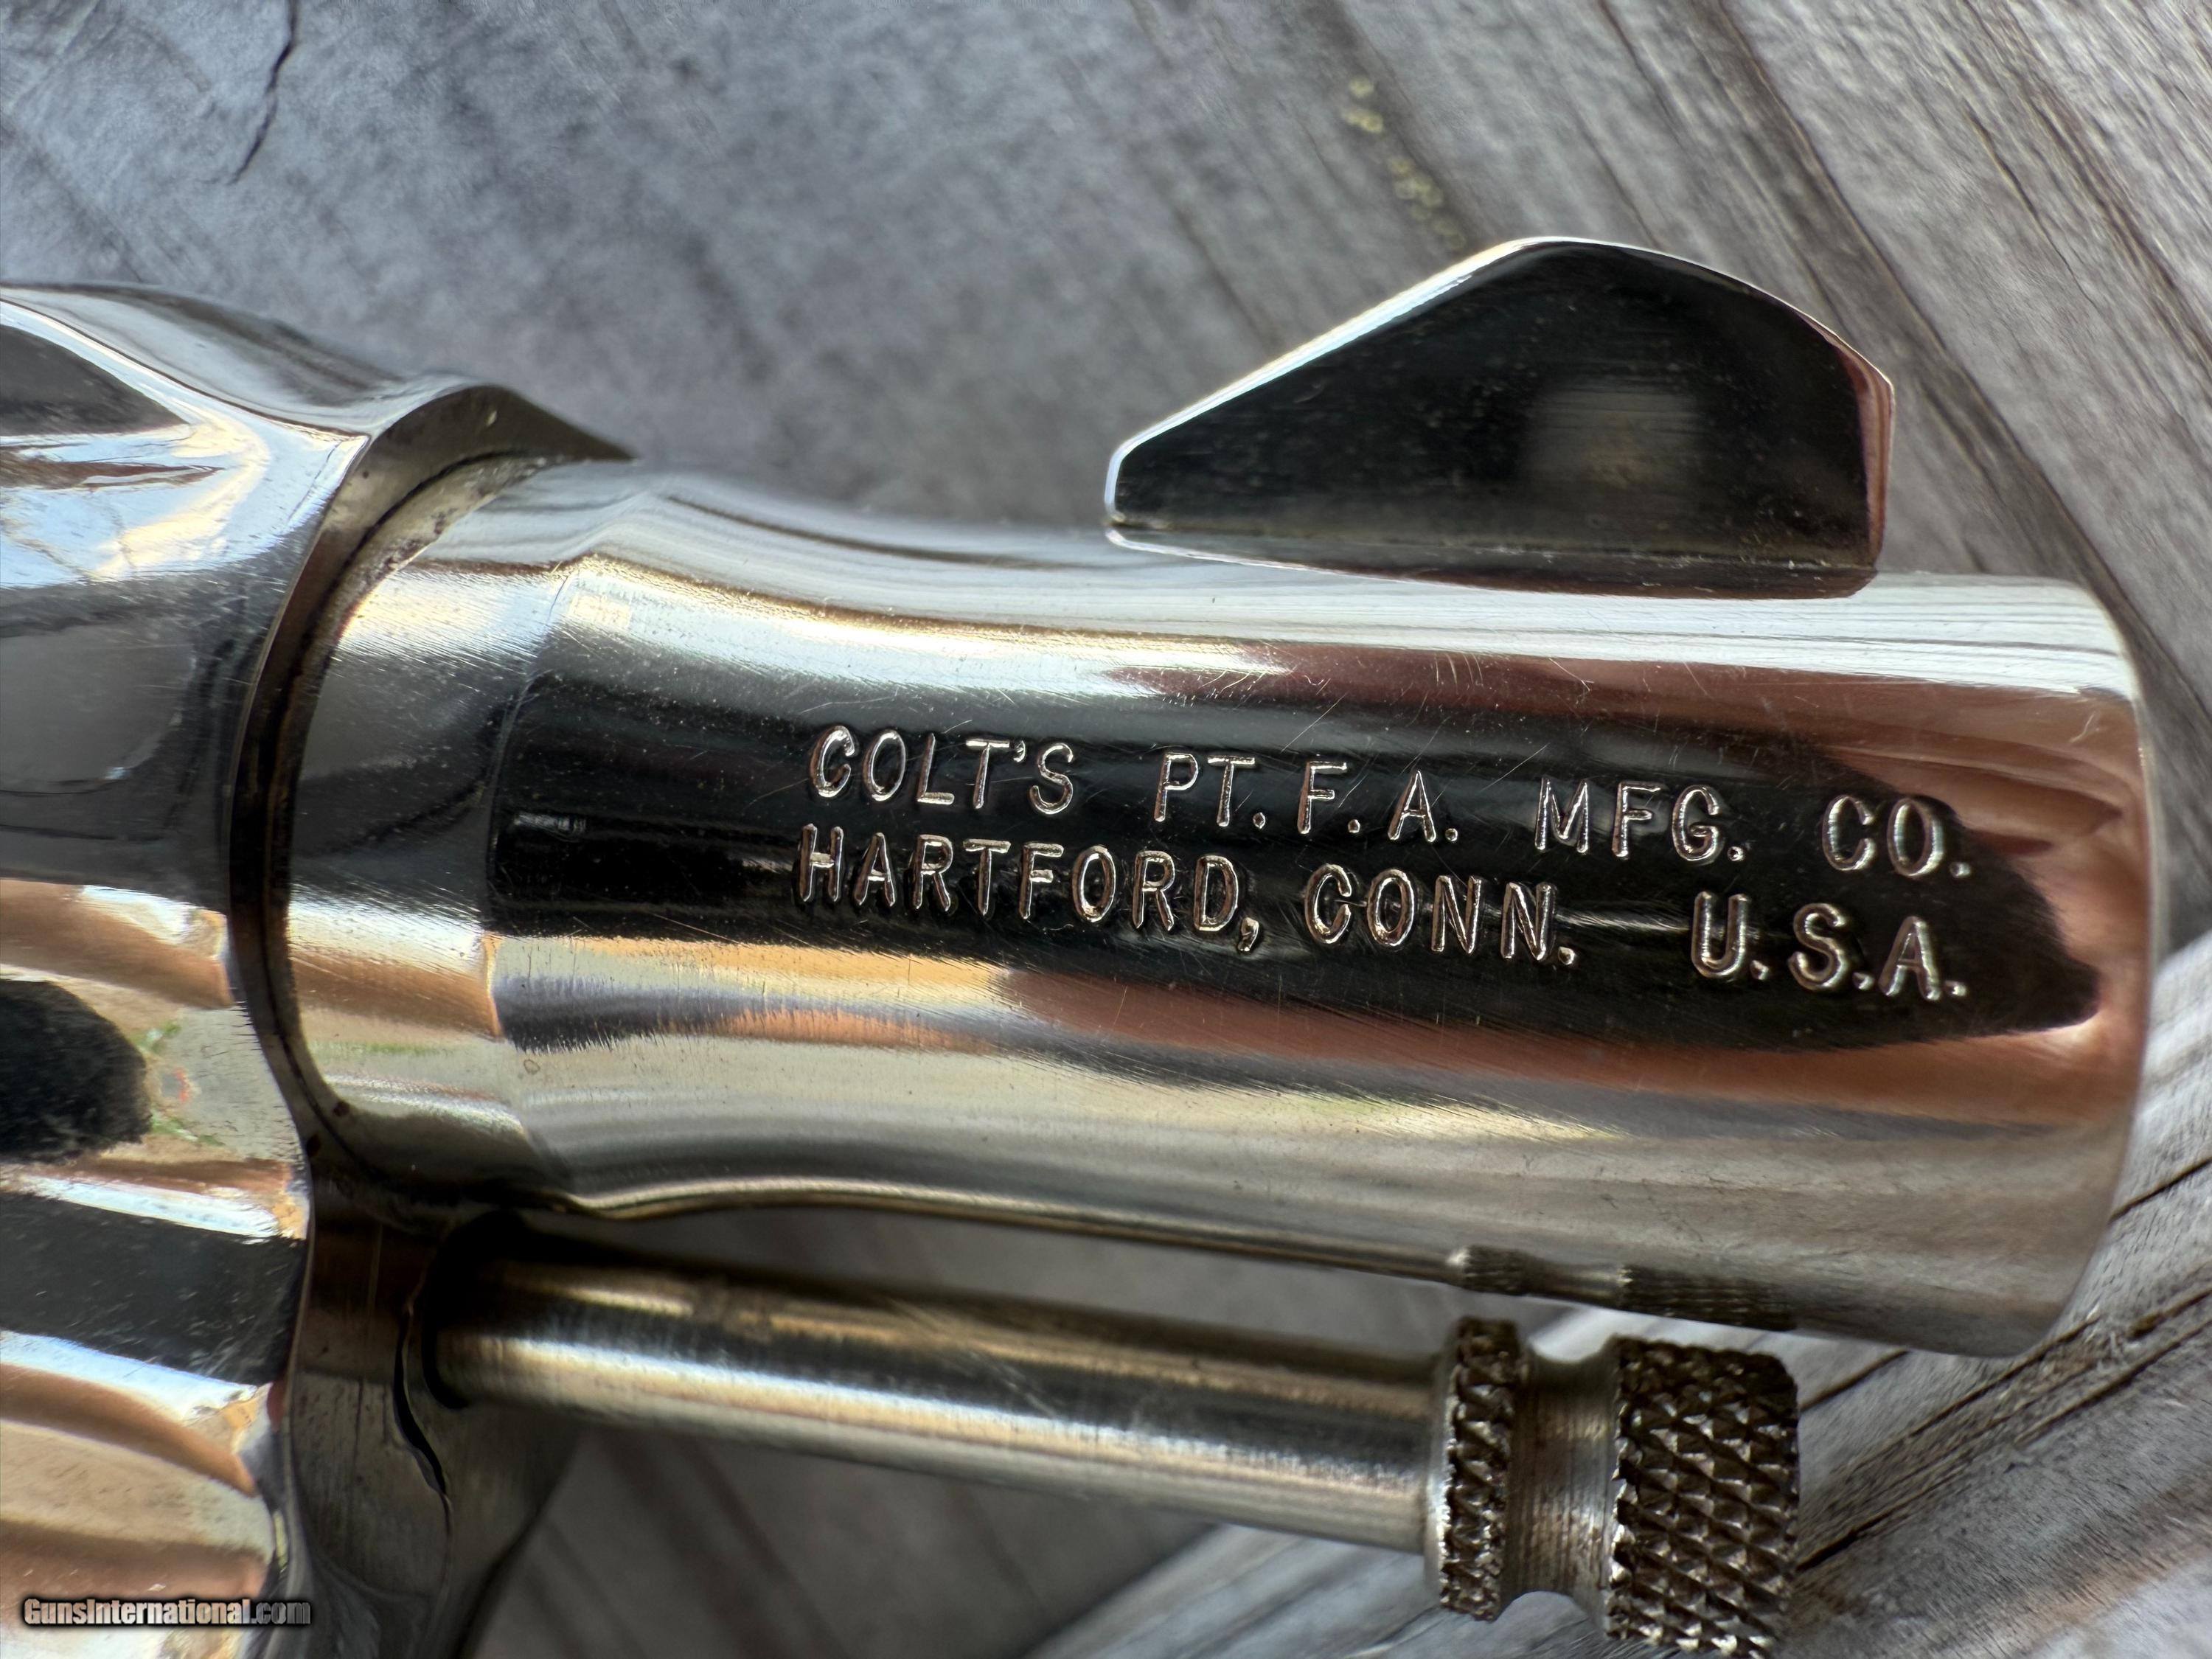 COLT'S PT. F. A. MFG. CO.
HARTFORD, CONN. U.S.A.
GunsInternational.com